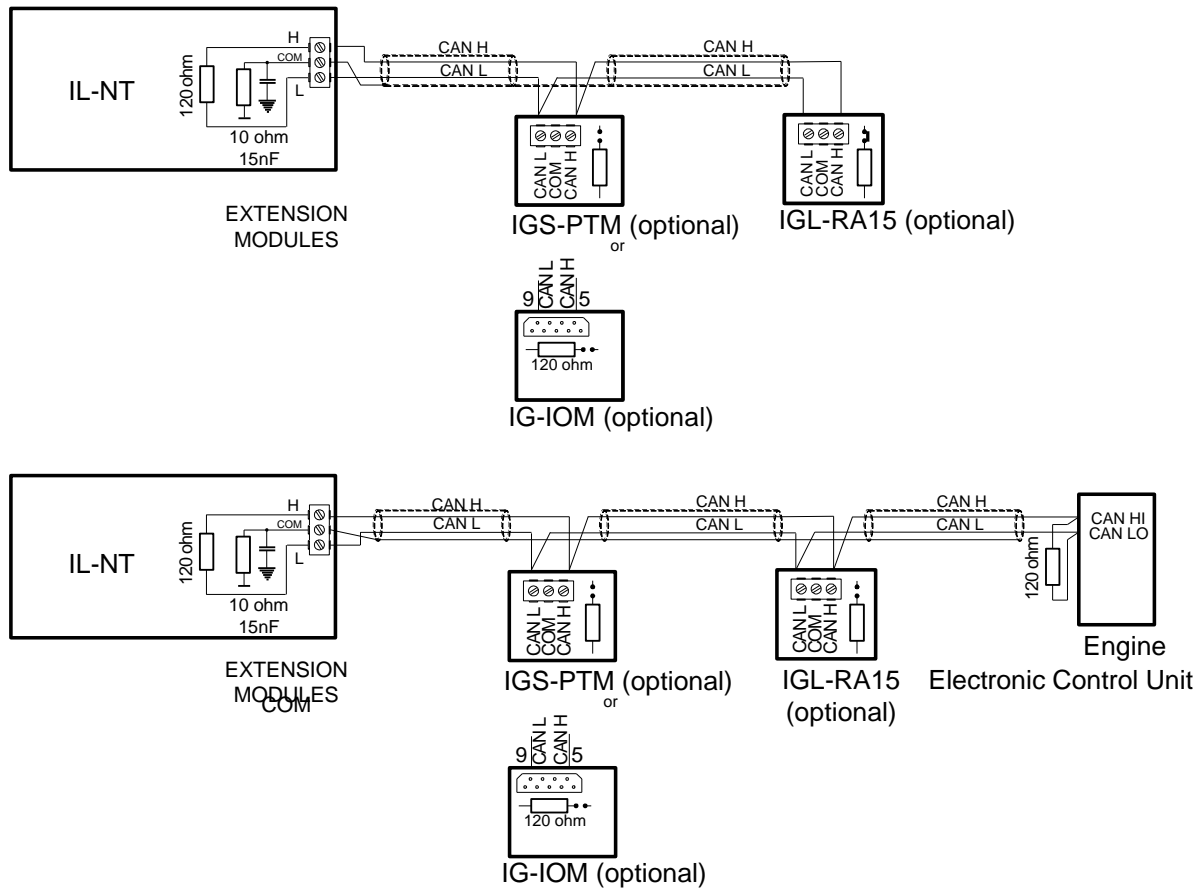 IL-NT
120 ohm
H
COM
L
10 ohm
15nF
EXTENSION
MODULES
CAN H
CAN L
CAN H
CAN L
CAN L
COM
CAN H
IGS-PTM (optional)
or
CAN L
COM
CAN H
IGL-RA15 (optional)
9
CAN L
CAN H
5
120 ohm
IG-IOM (optional)
IL-NT
120 ohm
H
COM
L
10 ohm
15nF
EXTENSION
MODULES
COM
CAN H
CAN L
CAN H
CAN L
CAN H
CAN L
CAN L
COM
CAN H
IGS-PTM (optional)
or
CAN L
COM
CAN H
IGL-RA15
(optional)
120 ohm
CAN HI
CAN LO
Engine
Electronic Control Unit
9
CAN L
CAN H
5
120 ohm
IG-IOM (optional)